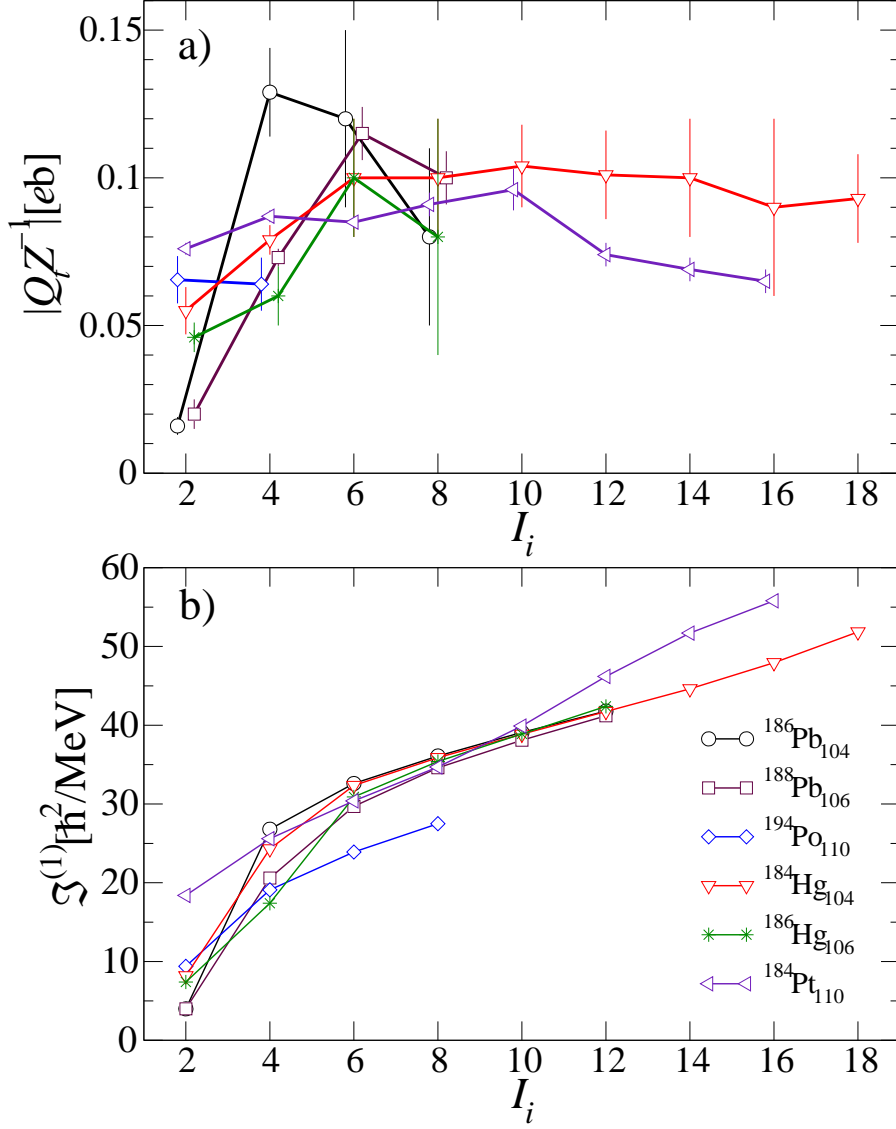 a)
0.15
0.1
0.05
0
|QₜZ⁻¹|[eb]
2 4 6 8 10 12 14 16 18
Iᵢ
b)
60
50
40
30
20
10
0
ℑ⁽¹⁾[ħ²/MeV]
¹⁸⁶Pb₁₀₄
¹⁸⁸Pb₁₀₆
¹⁹⁴Po₁₁₀
¹⁸⁴Hg₁₀₄
¹⁸⁶Hg₁₀₆
¹⁸⁴Pt₁₁₀
2 4 6 8 10 12 14 16 18
Iᵢ